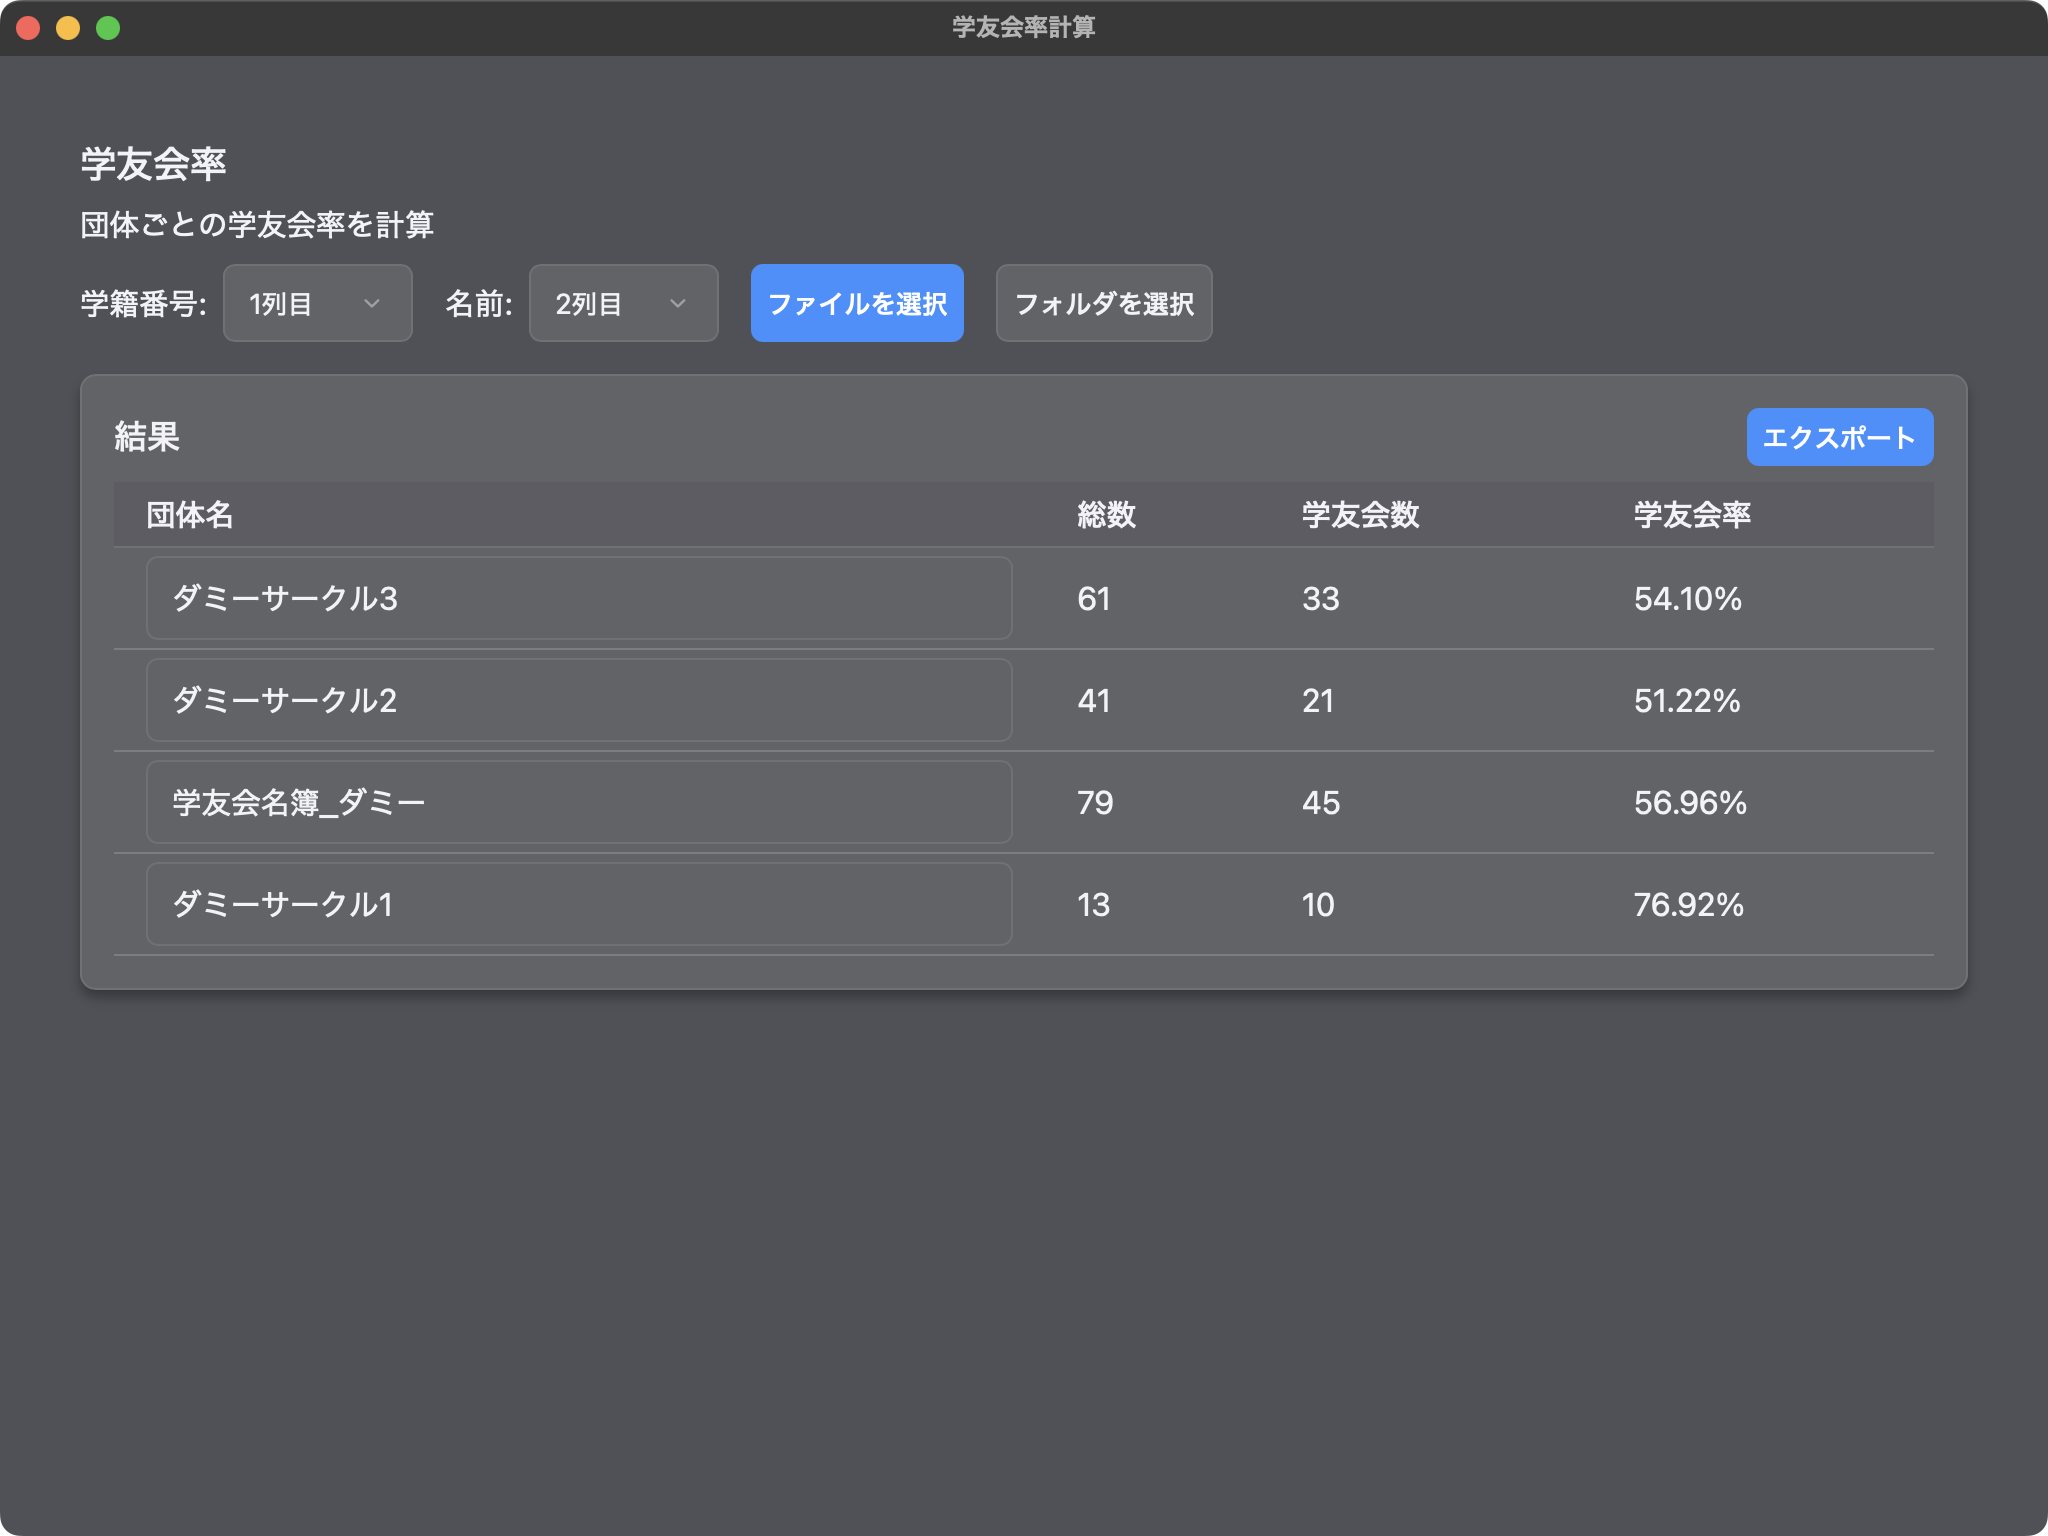 学友会率計算
学友会率
団体ごとの学友会率を計算
学籍番号: 1列目 名前: 2列目 ファイルを選択 フォルダを選択
結果 エクスポート
団体名 総数 学友会数 学友会率
ダミーサークル3 61 33 54.10%
ダミーサークル2 41 21 51.22%
学友会名簿_ダミー 79 45 56.96%
ダミーサークル1 13 10 76.92%